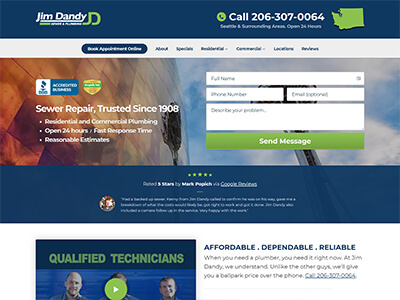 Jim Dandy JD
SEWER & PLUMBING
Call 206-307-0064
Seattle & Surrounding Areas. Open 24 Hours
Book Appointment Online
About
Specials
Residential
Commercial
Locations
Reviews
ACCREDITED
BUSINESS
BBB
Sewer Repair, Trusted Since 1908
• Residential and Commercial Plumbing
• Open 24 hours / Fast Response Time
• Reasonable Estimates
Full Name
Phone Number
Email (optional)
Describe your problem...
Send Message
Rated 5 Stars by Mark Popich via Google Reviews
"Had a backed up sewer. Kenny from Jim Dandy called to confirm he was on his way, gave me a
breakdown of what the costs would be, got right to work and got it done. Jim Dandy also
included a camera follow up in the service. Very happy with the work."
QUALIFIED TECHNICIANS
AFFORDABLE . DEPENDABLE . RELIABLE
When you need a plumber, you need it right now. At Jim
Dandy, we understand. Unlike the other guys, we'll give
you a ballpark price over the phone. Call 206-307-0064.